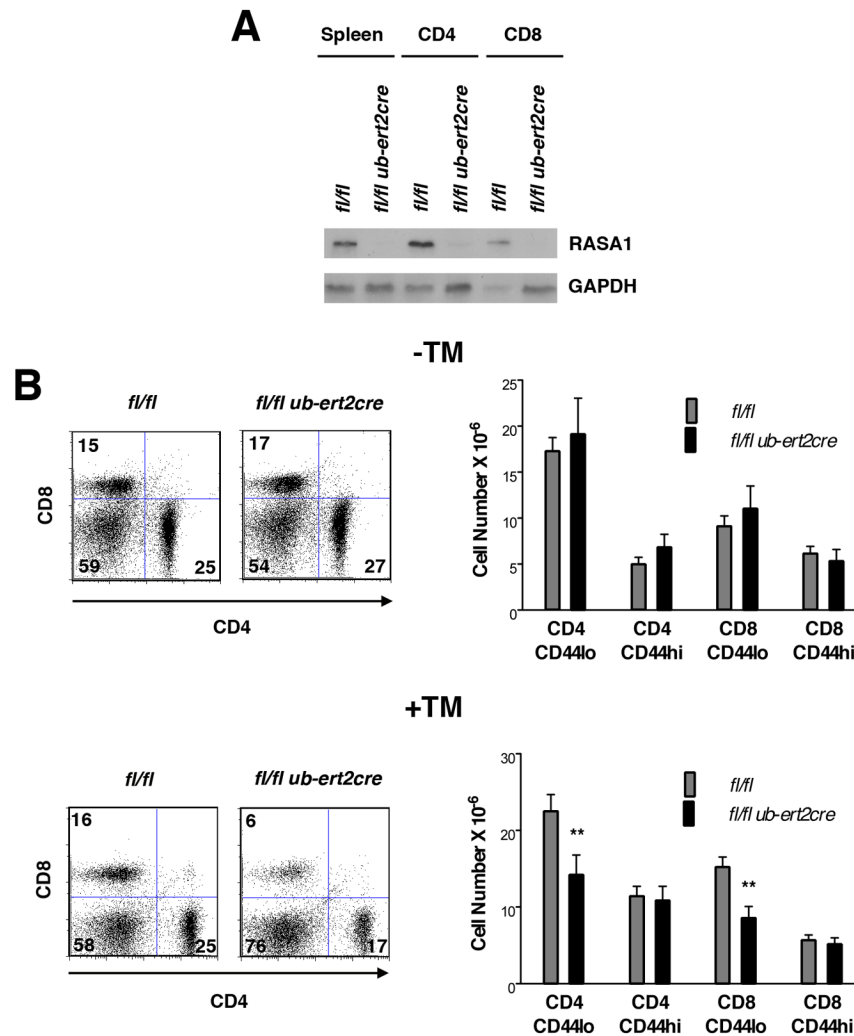 A
Spleen CD4 CD8
fl/fl
fl/fl ub-ert2cre
fl/fl
fl/fl ub-ert2cre
fl/fl
fl/fl ub-ert2cre
RASA1
GAPDH
-TM
B
fl/fl fl/fl ub-ert2cre
15 17
59 25 54 27
CD8
CD4
25
20
15
10
5
0
Cell Number X 10-6
fl/fl
fl/fl ub-ert2cre
CD4 CD4 CD8 CD8
CD44lo CD44hi CD44lo CD44hi
+TM
fl/fl fl/fl ub-ert2cre
16 6
58 25 76 17
CD8
CD4
30
20
10
0
Cell Number X 10-6
fl/fl
fl/fl ub-ert2cre
** **
CD4 CD4 CD8 CD8
CD44lo CD44hi CD44lo CD44hi